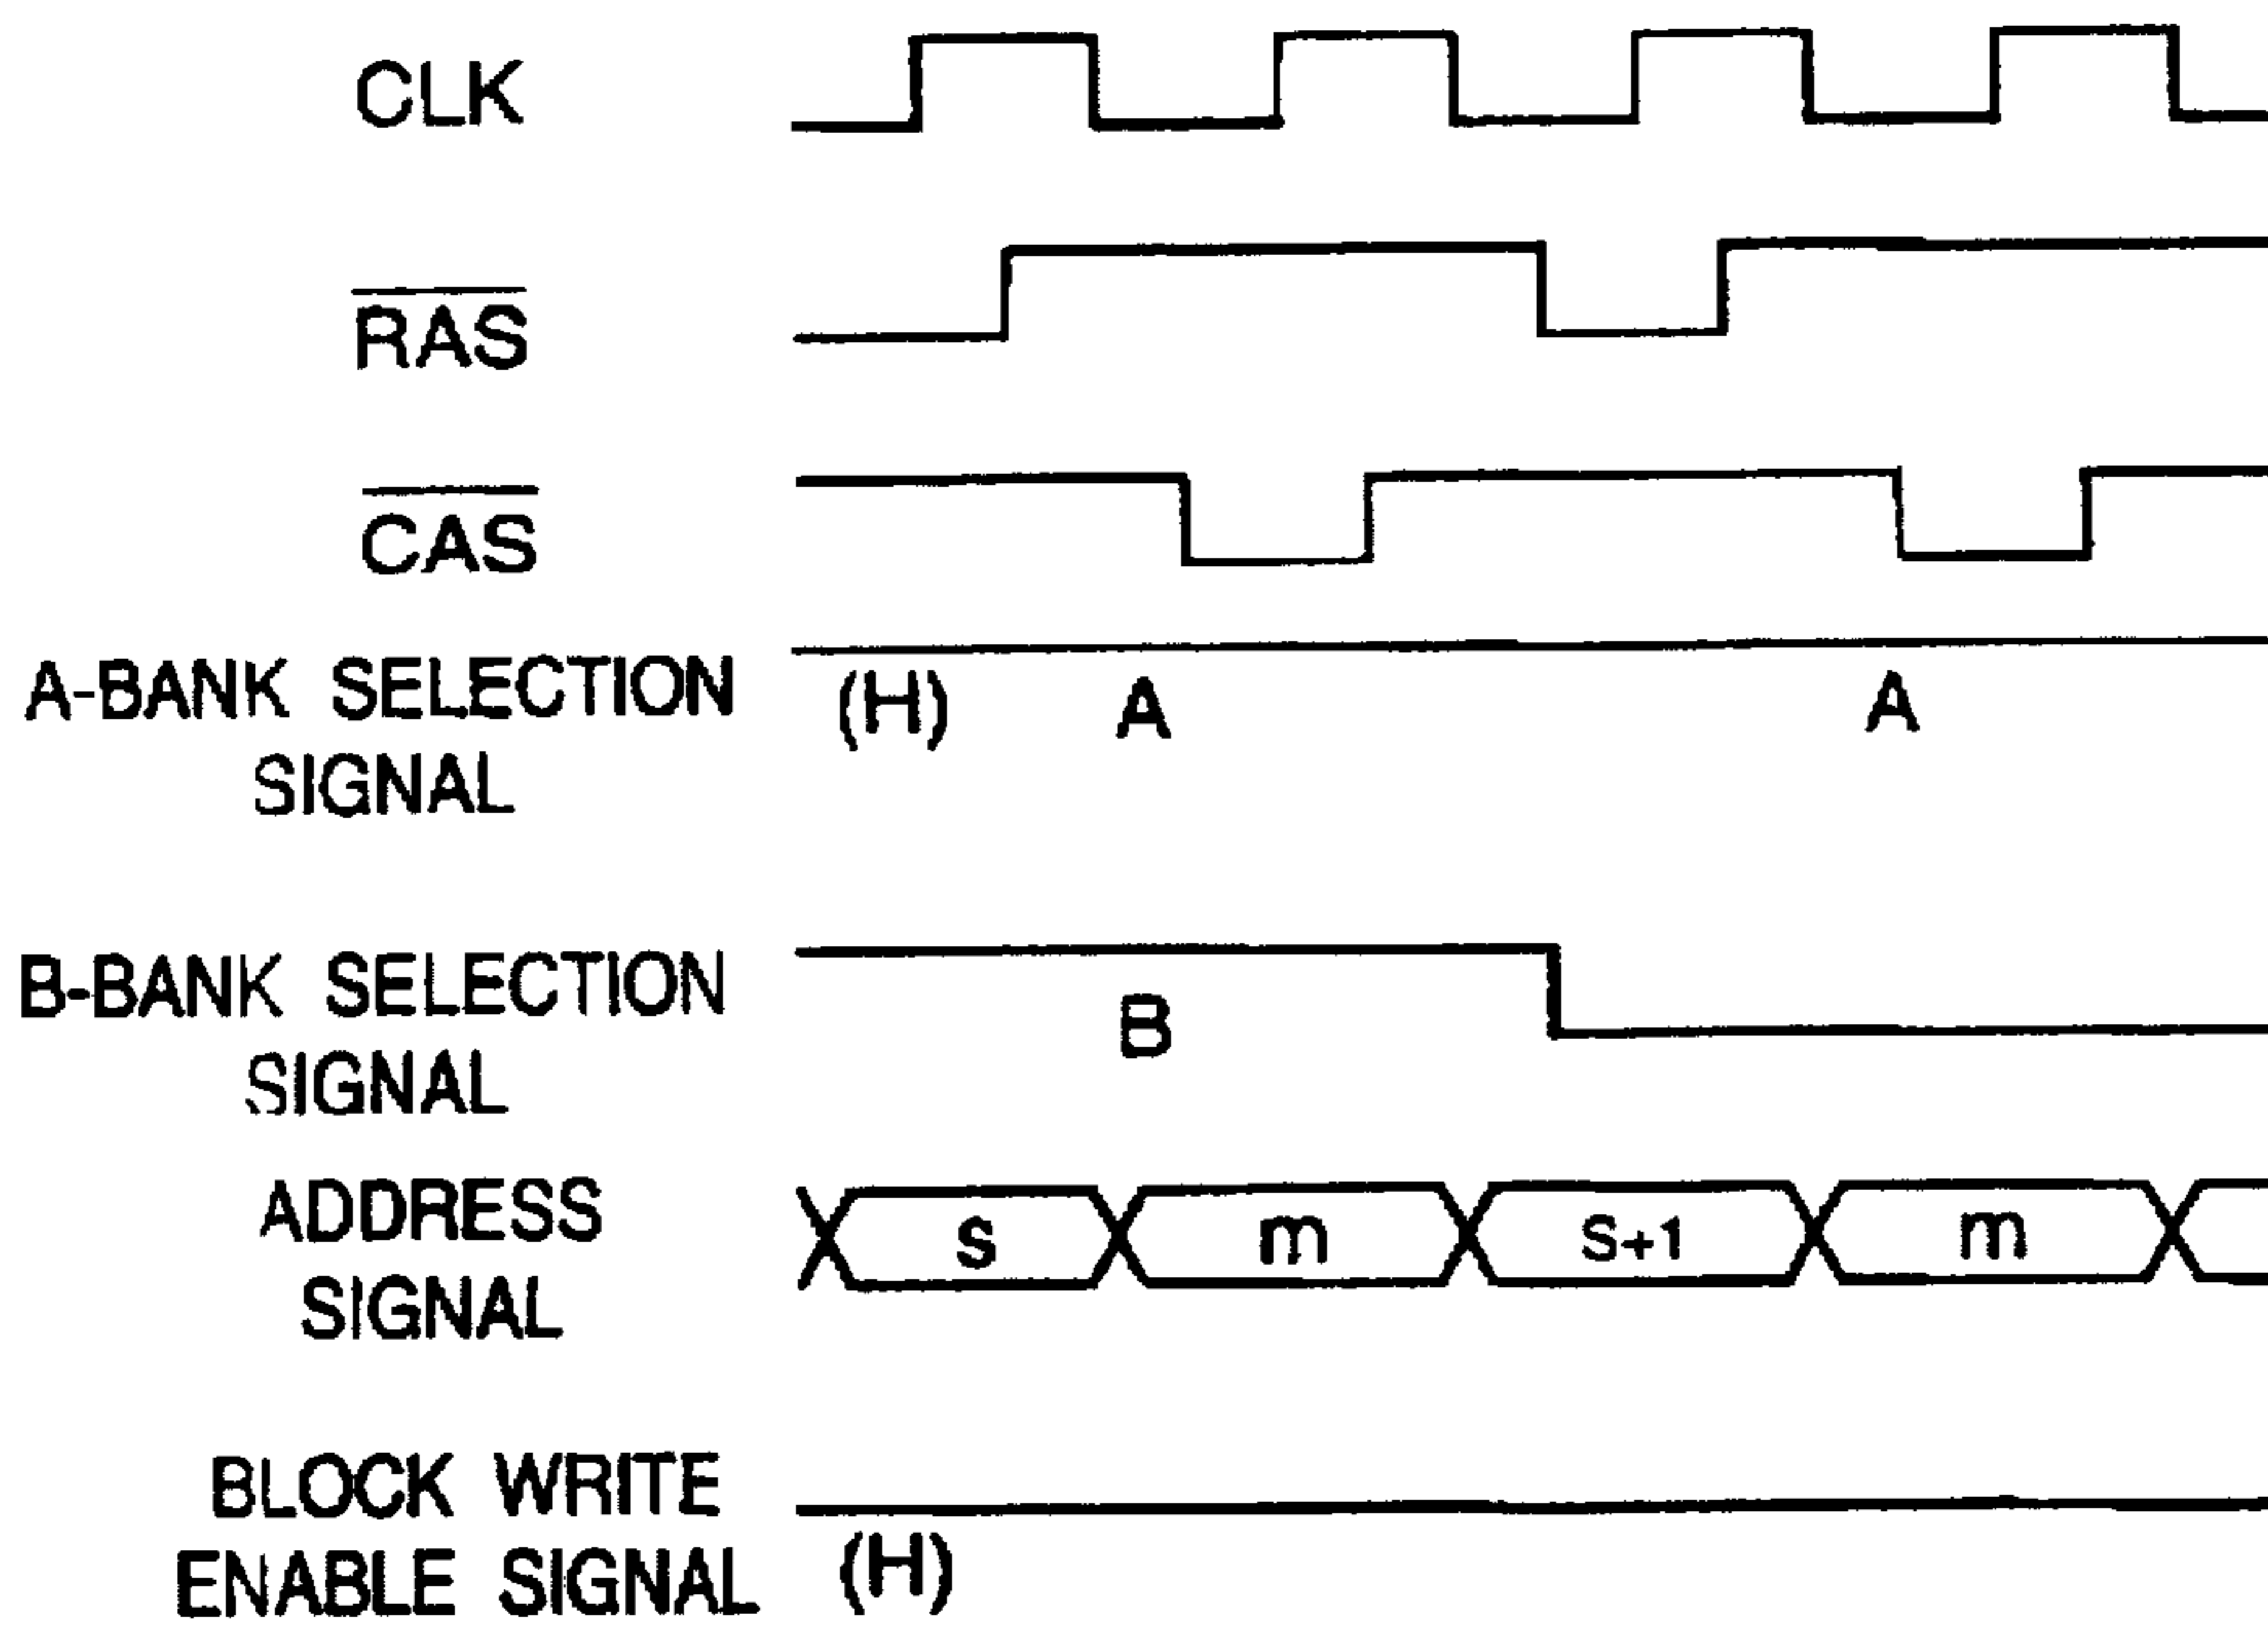 CLK
RAS
CAS
A-BANK SELECTION
SIGNAL
(H) A A
B-BANK SELECTION
SIGNAL
B
ADDRESS
SIGNAL
s m s+1 m
BLOCK WRITE
ENABLE SIGNAL
(H)